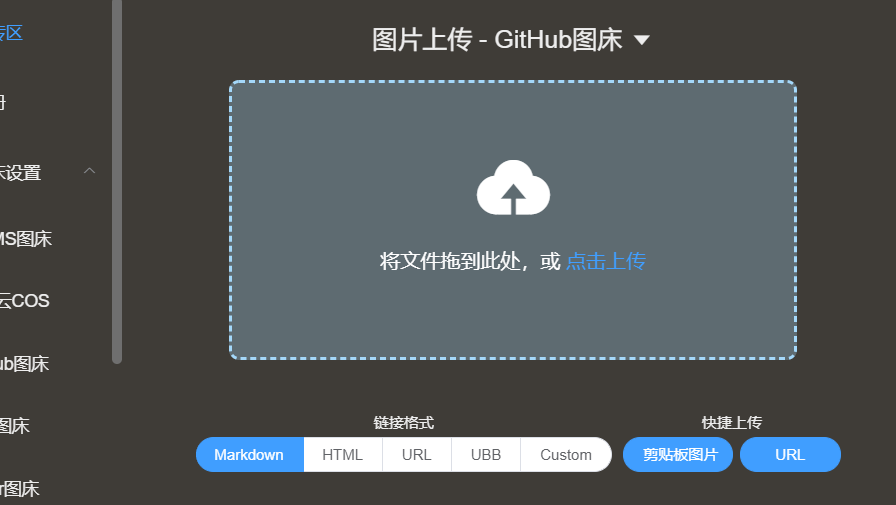 传区
册
床设置
MS图床
云COS
ub图床
图床
r图床
图片上传 - GitHub图床
将文件拖到此处，或 点击上传
链接格式
Markdown HTML URL UBB Custom
快捷上传
剪贴板图片 URL